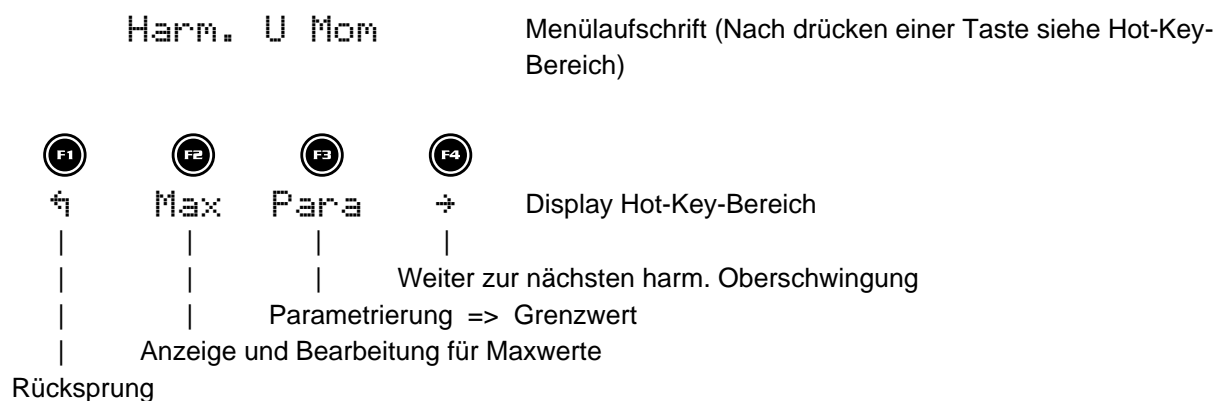 Harm. U Mom
Menülaufschrift (Nach drücken einer Taste siehe Hot-Key-
Bereich)
F1 F2 F3 F4
↰ Max Para →
Display Hot-Key-Bereich
Weiter zur nächsten harm. Oberschwingung
Parametrierung => Grenzwert
Anzeige und Bearbeitung für Maxwerte
Rücksprung